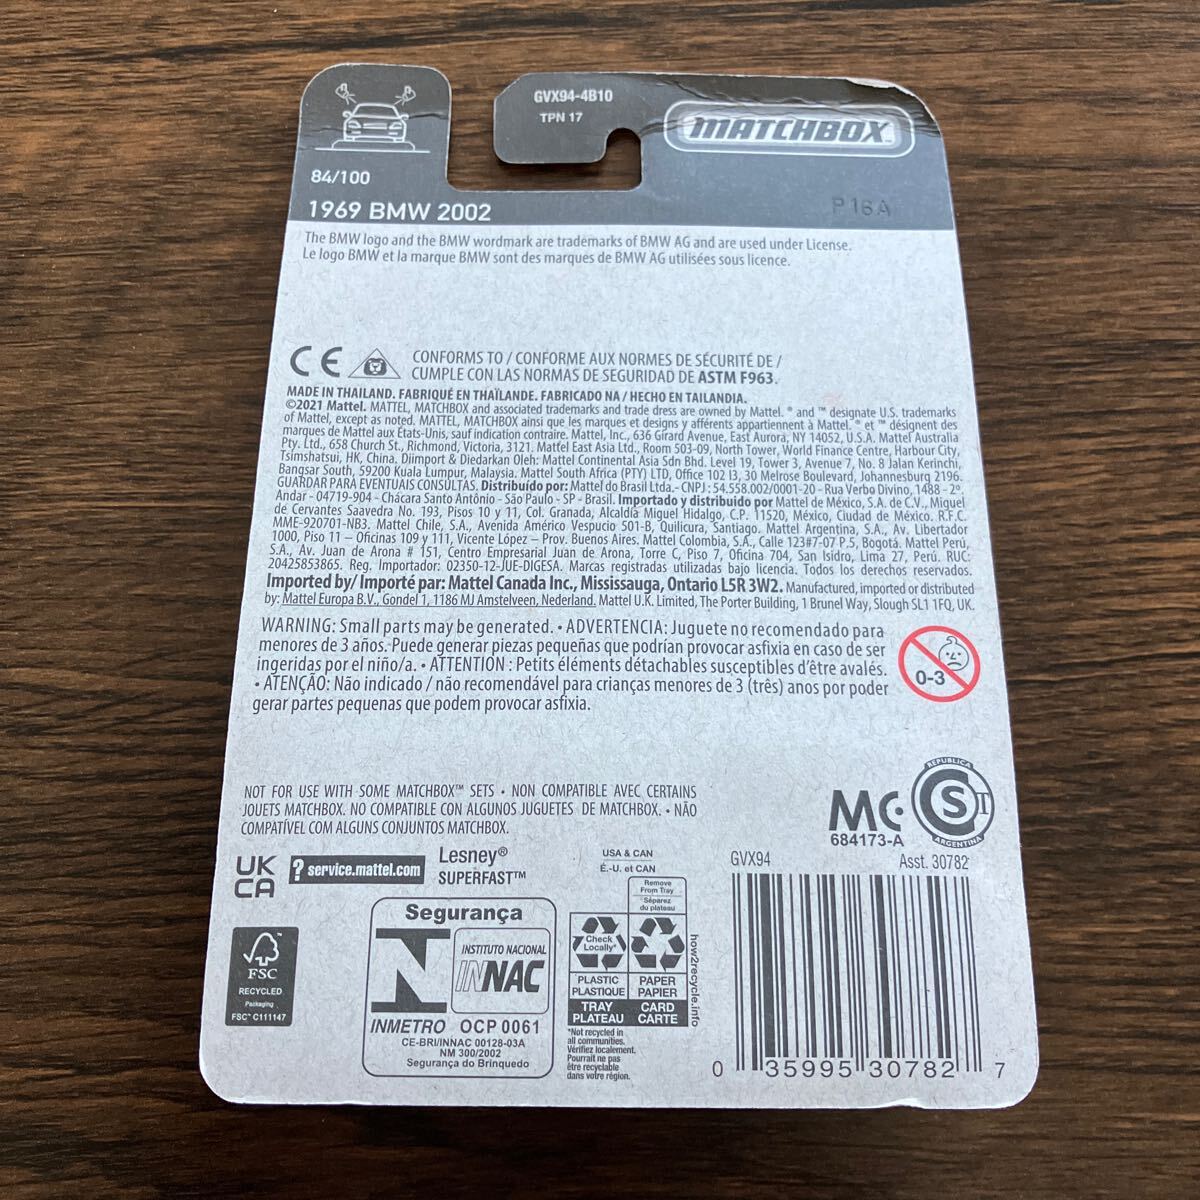 GVX94-4B10
TPN 17
MATCHBOX™
84/100
1969 BMW 2002
P16A
The BMW logo and the BMW wordmark are trademarks of BMW AG and are used under License.
Le logo BMW et la marque BMW sont des marques de BMW AG utilisées sous licence.
CE
CONFORMS TO / CONFORME AUX NORMES DE SÉCURITÉ DE /
CUMPLE CON LAS NORMAS DE SEGURIDAD DE ASTM F963.
MADE IN THAILAND. FABRIQUÉ EN THAÏLANDE. FABRICADO NA / HECHO EN TAILANDIA.
©2021 Mattel. MATTEL, MATCHBOX and associated trademarks and trade dress are owned by Mattel. ® and ™ designate U.S. trademarks
of Mattel, except as noted. MATTEL, MATCHBOX ainsi que les marques et designs y afférents appartiennent à Mattel. ® et ™ désignent des
marques de Mattel aux États-Unis, sauf indication contraire. Mattel, Inc., 636 Girard Avenue, East Aurora, NY 14052, U.S.A. Mattel Australia
Pty. Ltd., 658 Church St., Richmond, Victoria, 3121. Mattel East Asia Ltd., Room 503-09, North Tower, World Finance Centre, Harbour City,
Tsimshatsui, HK, China. Diimport & Diedarkan Oleh: Mattel Continental Asia Sdn Bhd. Level 19, Tower 3, Avenue 7, No. 8 Jalan Kerinchi,
Bangsar South, 59200 Kuala Lumpur, Malaysia. Mattel South Africa (PTY) LTD, Office 102 I3, 30 Melrose Boulevard, Johannesburg 2196.
GUARDAR PARA EVENTUAIS CONSULTAS. Distribuído por: Mattel do Brasil Ltda.- CNPJ : 54.558.002/0001-20 - Rua Verbo Divino, 1488 - 2º.
Andar - 04719-904 - Chácara Santo Antônio - São Paulo - SP - Brasil. Importado y distribuido por Mattel de México, S.A. de C.V., Miguel
de Cervantes Saavedra No. 193, Pisos 10 y 11, Col. Granada, Alcaldía Miguel Hidalgo, C.P. 11520, México, Ciudad de México. R.F.C.
MME-920701-NB3. Mattel Chile, S.A., Avenida Américo Vespucio 501-B, Quilicura, Santiago. Mattel Argentina, S.A., Av. Libertador
1000, Piso 11 – Oficinas 109 y 111, Vicente López – Prov. Buenos Aires. Mattel Colombia, S.A., Calle 123#7-07 P.5, Bogotá. Mattel Perú,
S.A., Av. Juan de Arona # 151, Centro Empresarial Juan de Arona, Torre C, Piso 7, Oficina 704, San Isidro, Lima 27, Perú. RUC:
20425853865. Reg. Importador: 02350-12-JUE-DIGESA. Marcas registradas utilizadas bajo licencia. Todos los derechos reservados.
Imported by/ Importé par: Mattel Canada Inc., Mississauga, Ontario L5R 3W2. Manufactured, imported or distributed
by: Mattel Europa B.V., Gondel 1, 1186 MJ Amstelveen, Nederland. Mattel U.K. Limited, The Porter Building, 1 Brunel Way, Slough SL1 1FQ, UK.
WARNING: Small parts may be generated. • ADVERTENCIA: Juguete no recomendado para
menores de 3 años. Puede generar piezas pequeñas que podrían provocar asfixia en caso de ser
ingeridas por el niño/a. • ATTENTION : Petits éléments détachables susceptibles d'être avalés.
• ATENÇÃO: Não indicado / não recomendável para crianças menores de 3 (três) anos por poder
gerar partes pequenas que podem provocar asfixia.
0-3
NOT FOR USE WITH SOME MATCHBOX™ SETS • NON COMPATIBLE AVEC CERTAINS
JOUETS MATCHBOX. NO COMPATIBLE CON ALGUNOS JUGUETES DE MATCHBOX. • NÃO
COMPATÍVEL COM ALGUNS CONJUNTOS MATCHBOX.
MC
684173-A
REPUBLICA
S I
ARGENTINA
UK
CA
? service.mattel.com
Lesney®
SUPERFAST™
USA & CAN
É.-U. et CAN
GVX94
Asst. 30782
FSC
RECYCLED
Packaging
FSC™ C111147
Segurança
INSTITUTO NACIONAL
INNAC
INMETRO OCP 0061
CE-BRI/INNAC 00128-03A
NM 300/2002
Segurança do Brinquedo
Remove
From Tray
Séparez
du plateau
Check
Locally*
PLASTIC
PLASTIQUE
PAPER
PAPIER
TRAY
PLATEAU
CARD
CARTE
how2recycle.info
*Not recycled in
all communities.
Vérifiez localement.
Pourrait ne pas
être recyclable
dans votre région.
0 35995 30782 7